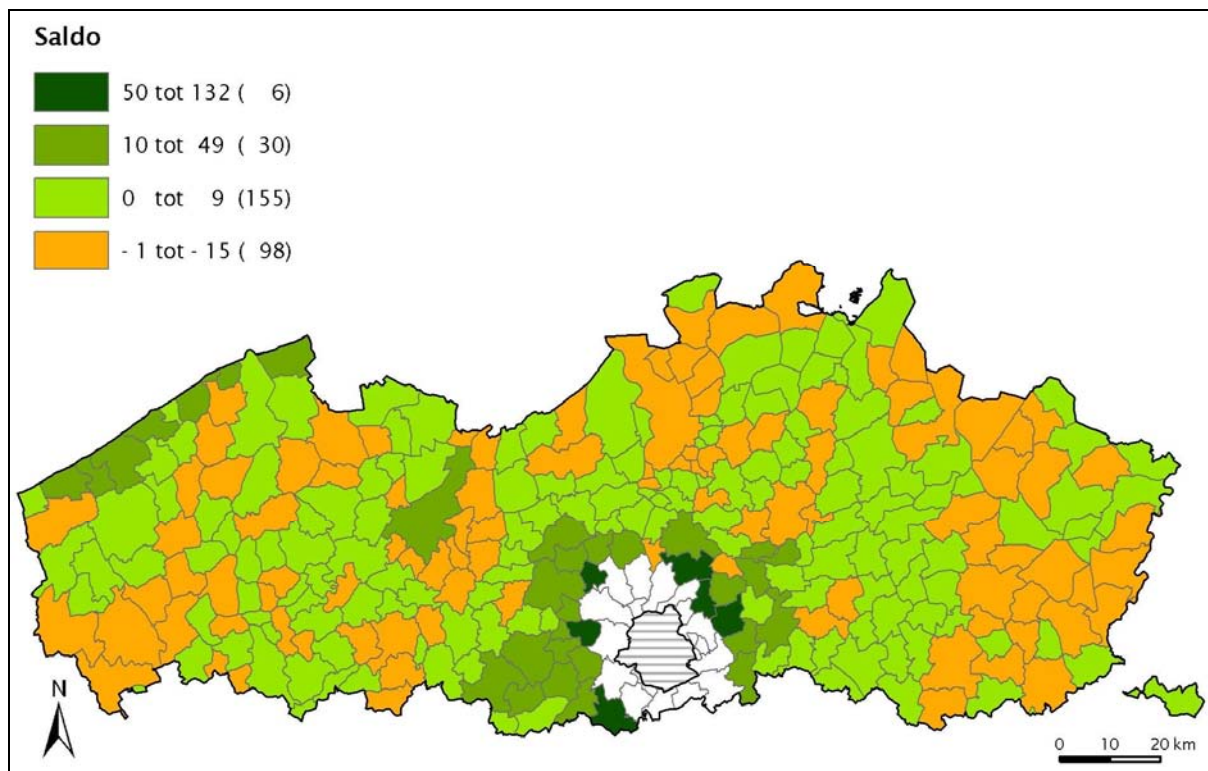 Saldo
50 tot 132 (   6)
10 tot  49  (  30)
0   tot    9  (155)
- 1 tot - 15 (  98)
N
0 10 20 km